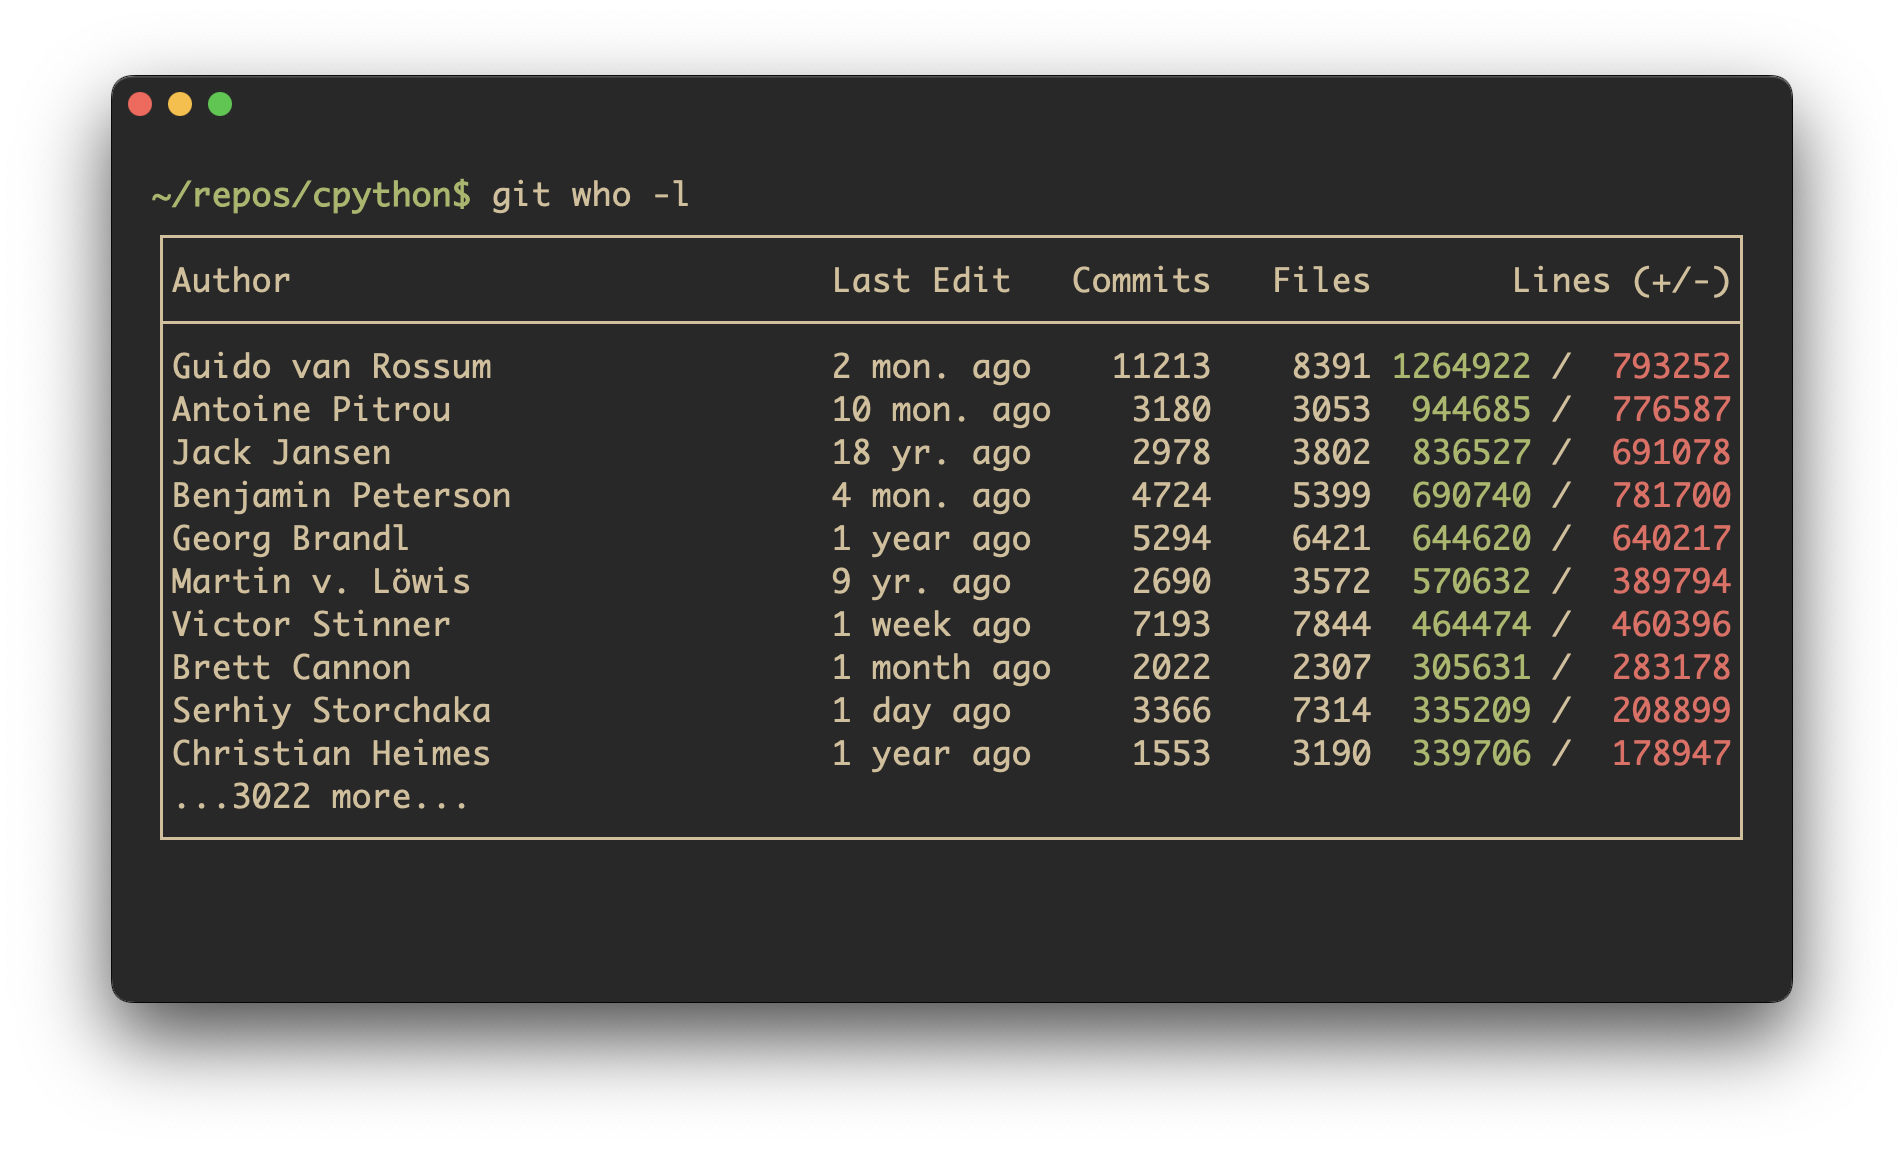 ~/repos/cpython$ git who -l
Author Last Edit Commits Files Lines (+/-)
Guido van Rossum 2 mon. ago 11213 8391 1264922 / 793252
Antoine Pitrou 10 mon. ago 3180 3053 944685 / 776587
Jack Jansen 18 yr. ago 2978 3802 836527 / 691078
Benjamin Peterson 4 mon. ago 4724 5399 690740 / 781700
Georg Brandl 1 year ago 5294 6421 644620 / 640217
Martin v. Löwis 9 yr. ago 2690 3572 570632 / 389794
Victor Stinner 1 week ago 7193 7844 464474 / 460396
Brett Cannon 1 month ago 2022 2307 305631 / 283178
Serhiy Storchaka 1 day ago 3366 7314 335209 / 208899
Christian Heimes 1 year ago 1553 3190 339706 / 178947
...3022 more...